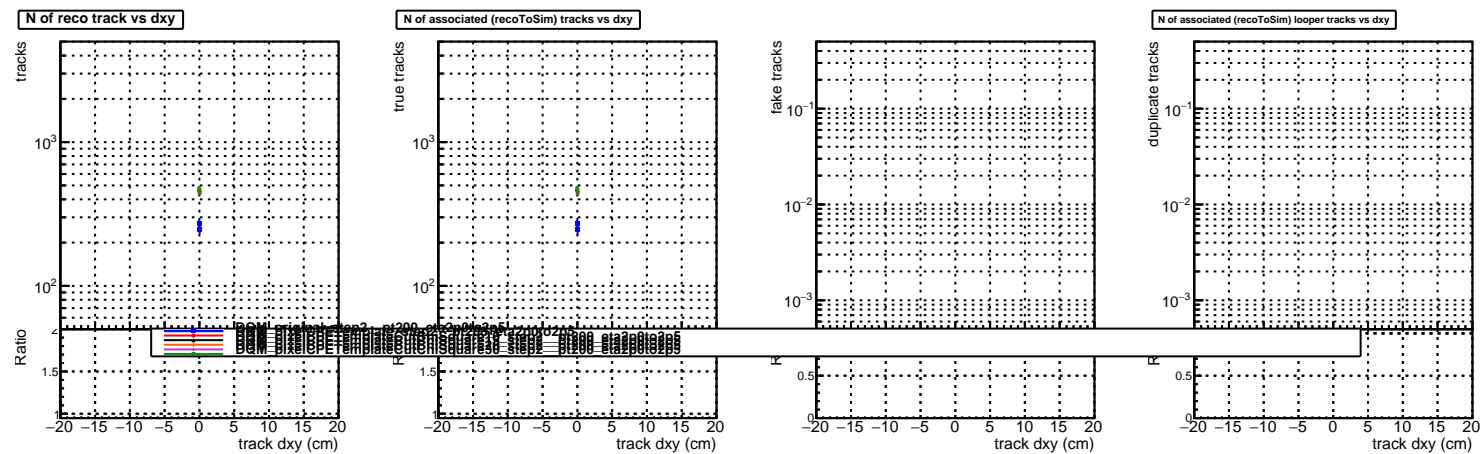 N of reco track vs dxy
N of associated (recoToSim) tracks vs dxy
N of associated (recoToSim) looper tracks vs dxy
tracks
10³
10²
Ratio
1.5
1
−20 −15 −10 −5 0 5 10 15 20
track dxy (cm)
true tracks
10³
10²
1.5
1
−20 −15 −10 −5 0 5 10 15 20
track dxy (cm)
fake tracks
10⁻¹
10⁻²
10⁻³
0.5
0
−20 −15 −10 −5 0 5 10 15 20
track dxy (cm)
duplicate tracks
10⁻¹
10⁻²
10⁻³
0.5
0
−20 −15 −10 −5 0 5 10 15 20
track dxy (cm)